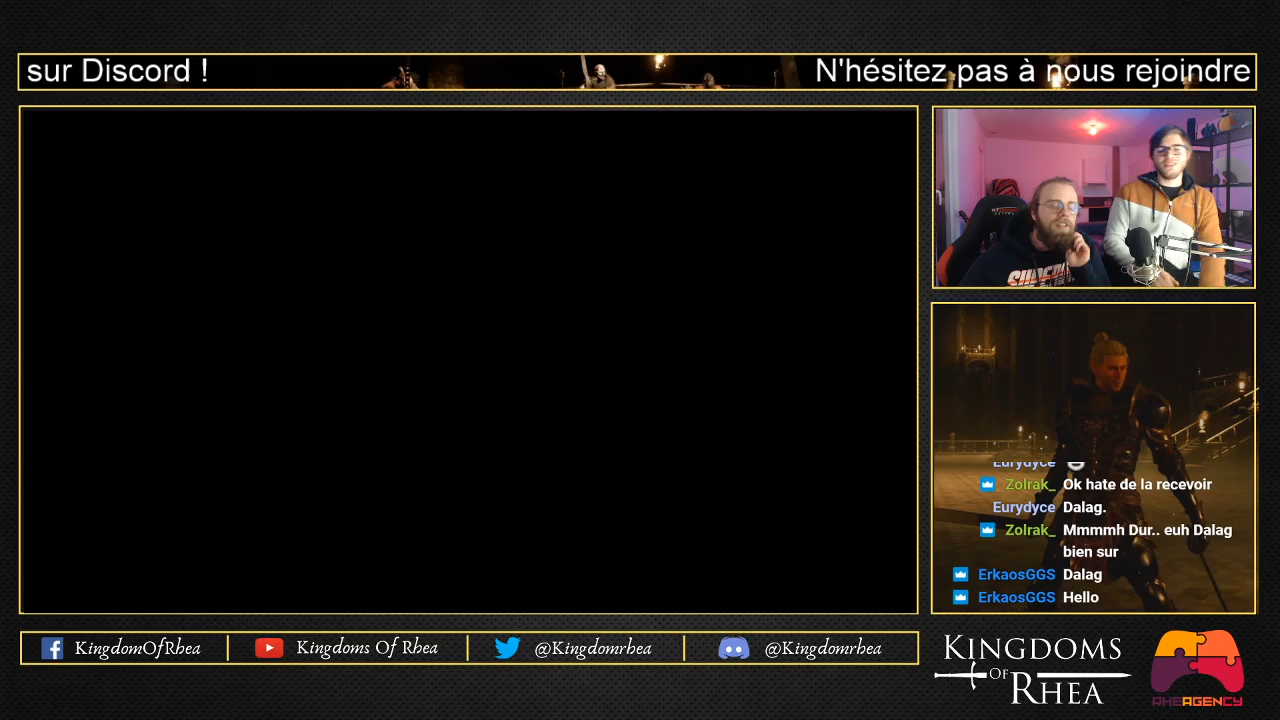 sur Discord !
N'hésitez pas à nous rejoindre
Eurydyce
Zolrak_ Ok hate de la recevoir
Eurydyce Dalag.
Zolrak_ Mmmmh Dur.. euh Dalag
bien sur
ErkaosGGS Dalag
ErkaosGGS Hello
KingdomOfRhea
Kingdoms Of Rhea
@Kingdomrhea
@Kingdomrhea
KINGDOMS
OF
RHEA
RHEAGENCY